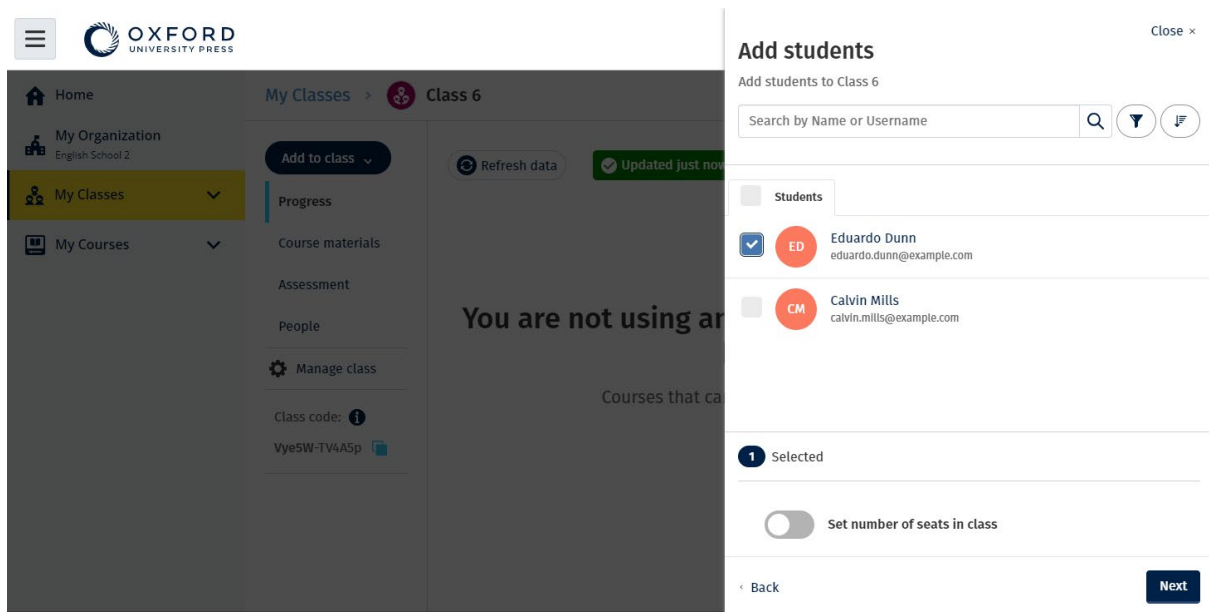 OXFORD
UNIVERSITY PRESS
Home
My Organization
English School 2
My Classes
My Courses
My Classes > Class 6
Add to class
Progress
Course materials
Assessment
People
Manage class
Class code:
Vye5W-TV4A5p
Refresh data
Updated just now
You are not using an
Courses that ca
Close ×
Add students
Add students to Class 6
Search by Name or Username
Students
ED
Eduardo Dunn
eduardo.dunn@example.com
CM
Calvin Mills
calvin.mills@example.com
1 Selected
Set number of seats in class
‹ Back
Next